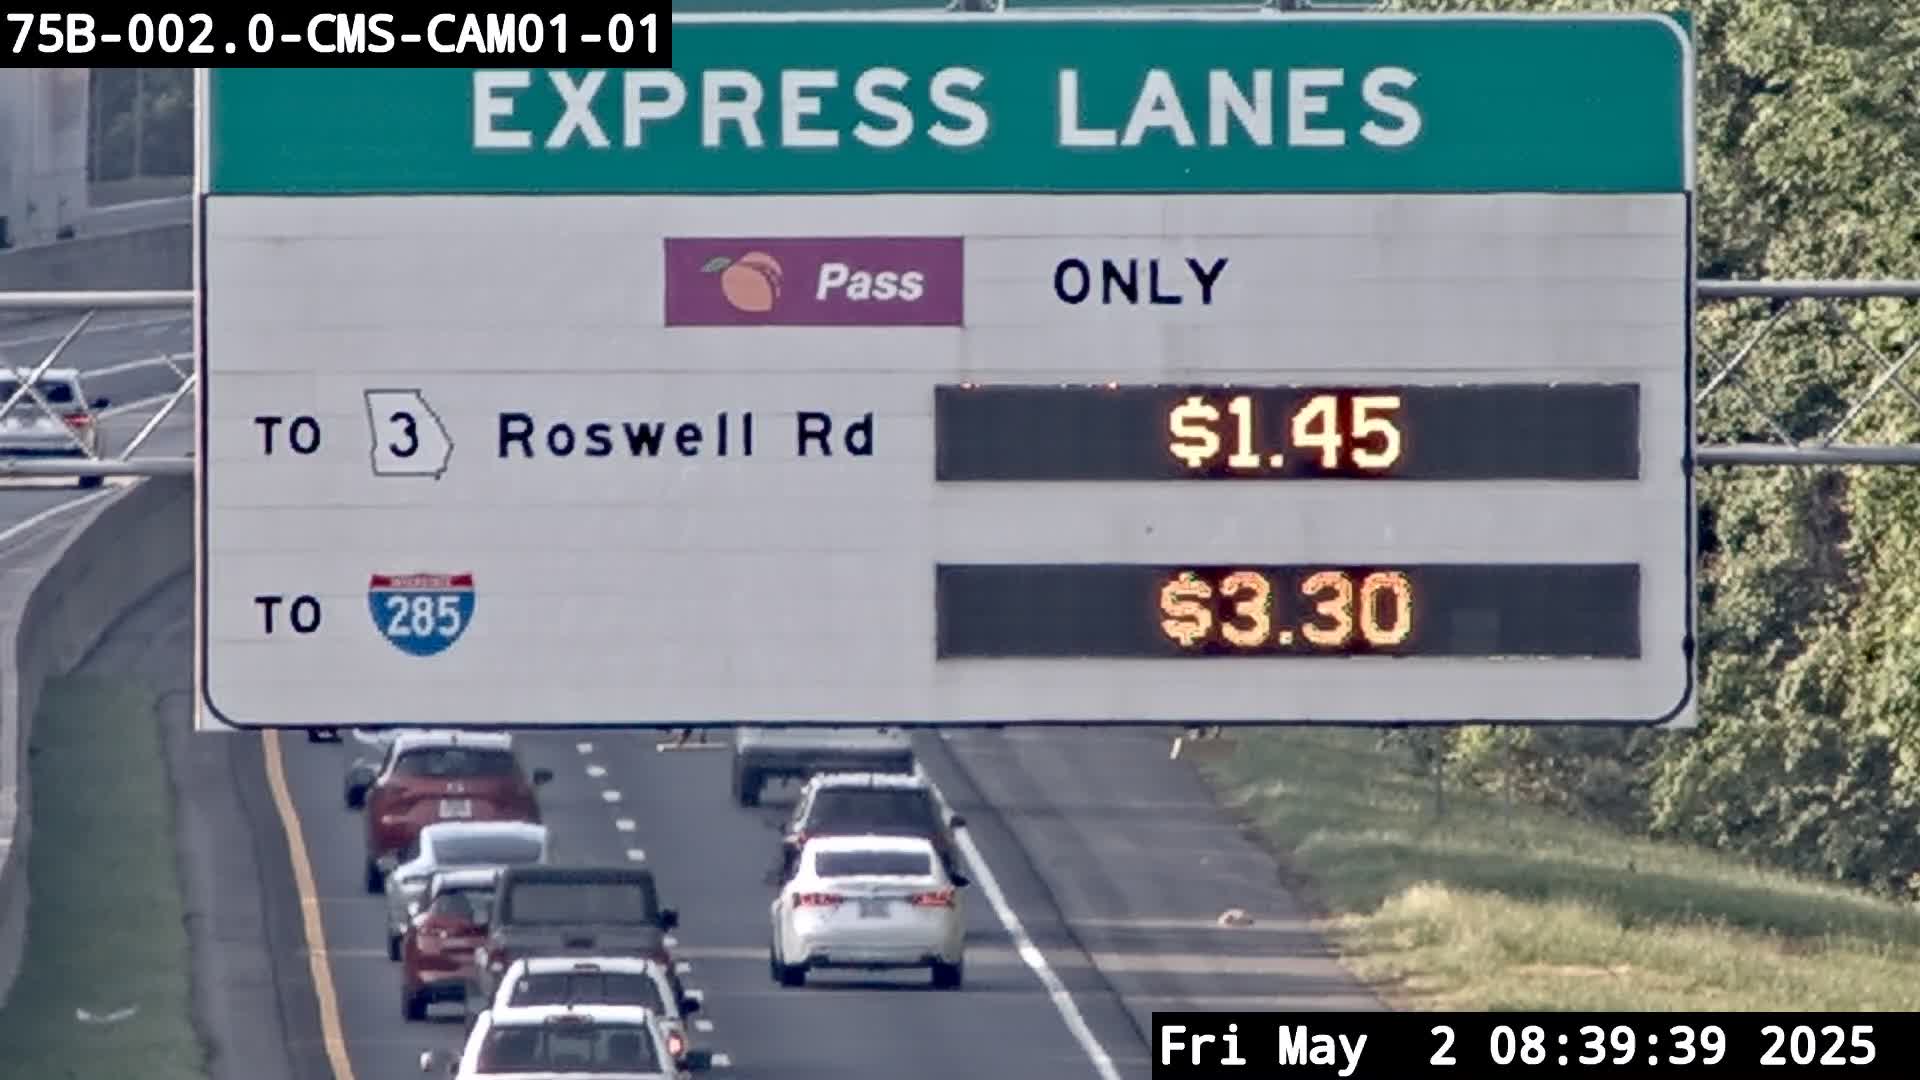 75B-002.0-CMS-CAM01-01
EXPRESS LANES
Pass ONLY
TO 3 Roswell Rd $1.45
INTERSTATE
TO 285 $3.30
Fri May 2 08:39:39 2025